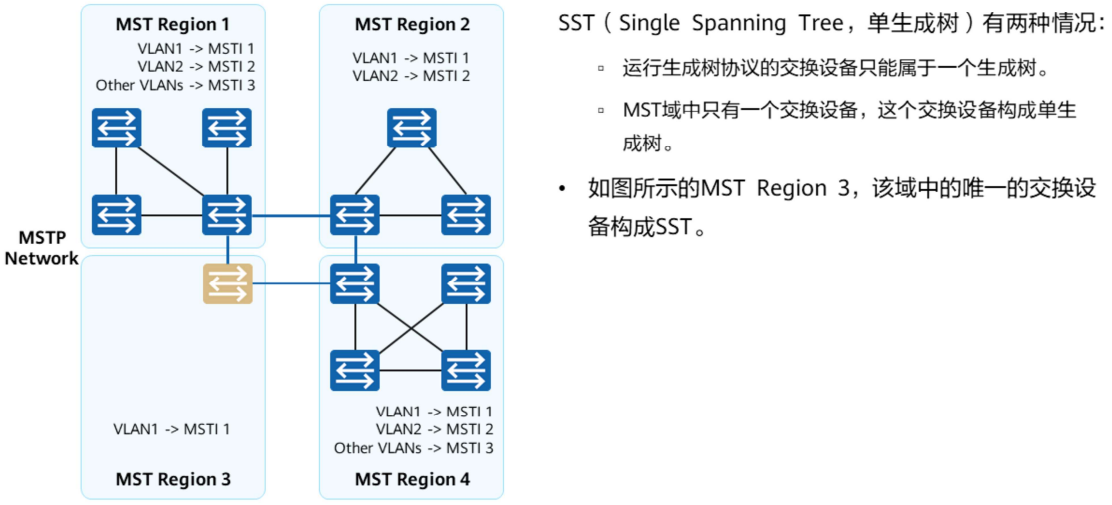 MST Region 1
VLAN1 -> MSTI 1
VLAN2 -> MSTI 2
Other VLANs -> MSTI 3
MST Region 2
VLAN1 -> MSTI 1
VLAN2 -> MSTI 2
MSTP
Network
VLAN1 -> MSTI 1
MST Region 3
VLAN1 -> MSTI 1
VLAN2 -> MSTI 2
Other VLANs -> MSTI 3
MST Region 4
SST（Single Spanning Tree，单生成树）有两种情况：
▫ 运行生成树协议的交换设备只能属于一个生成树。
▫ MST域中只有一个交换设备，这个交换设备构成单生
成树。
• 如图所示的MST Region 3，该域中的唯一的交换设
备构成SST。